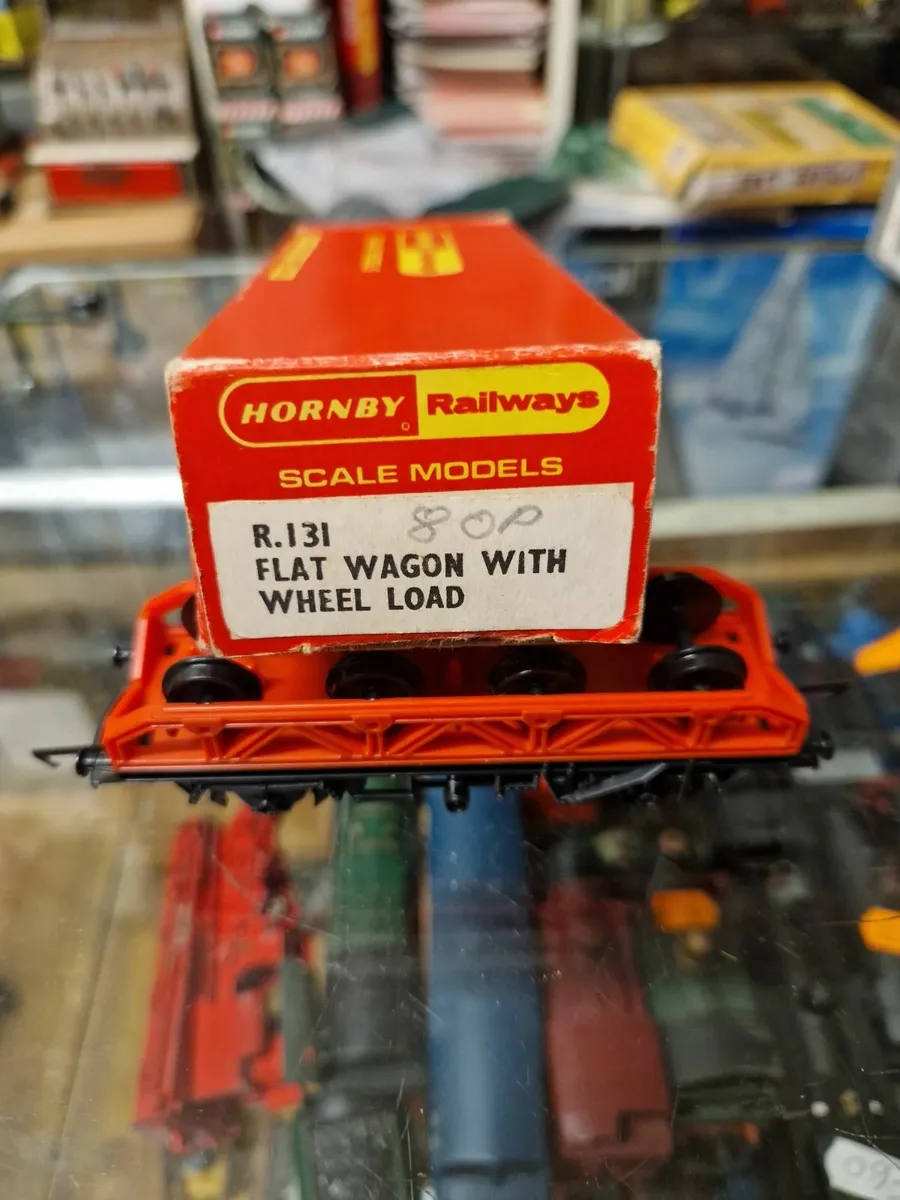 HORNBY Railways
SCALE MODELS
R.131 80P
FLAT WAGON WITH
WHEEL LOAD